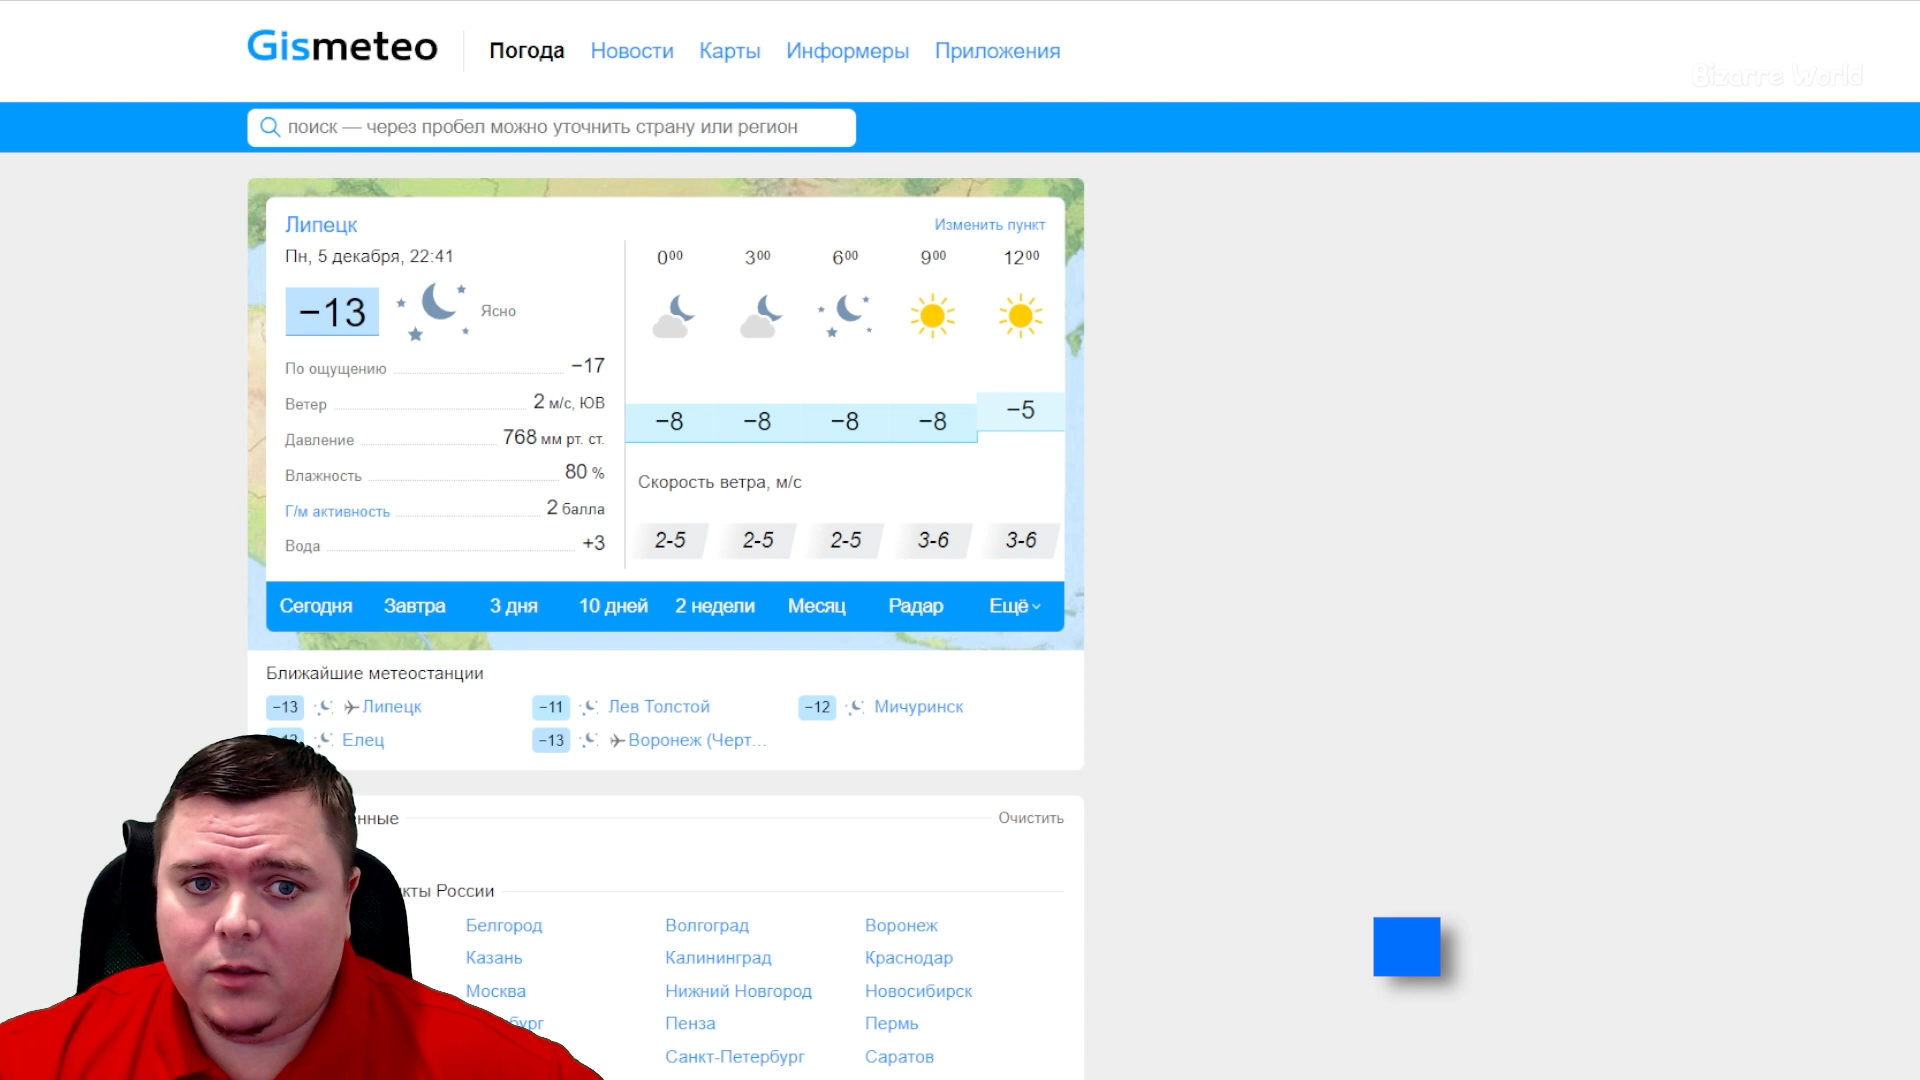 Gismeteo
Погода Новости Карты Информеры Приложения
Bizarre World
поиск — через пробел можно уточнить страну или регион
Липецк
Изменить пункт
Пн, 5 декабря, 22:41
0⁰⁰ 3⁰⁰ 6⁰⁰ 9⁰⁰ 12⁰⁰
−13
Ясно
По ощущению −17
Ветер 2 м/с, ЮВ
Давление 768 мм рт. ст.
Влажность 80 %
Г/м активность 2 балла
Вода +3
−8 −8 −8 −8 −5
Скорость ветра, м/с
2-5 2-5 2-5 3-6 3-6
Сегодня Завтра 3 дня 10 дней 2 недели Месяц Радар Ещё
Ближайшие метеостанции
−13 Липецк −11 Лев Толстой −12 Мичуринск
Елец −13 Воронеж (Черт...
нные Очистить
кты России
Белгород Волгоград Воронеж
Казань Калининград Краснодар
Москва Нижний Новгород Новосибирск
бург Пенза Пермь
Санкт-Петербург Саратов